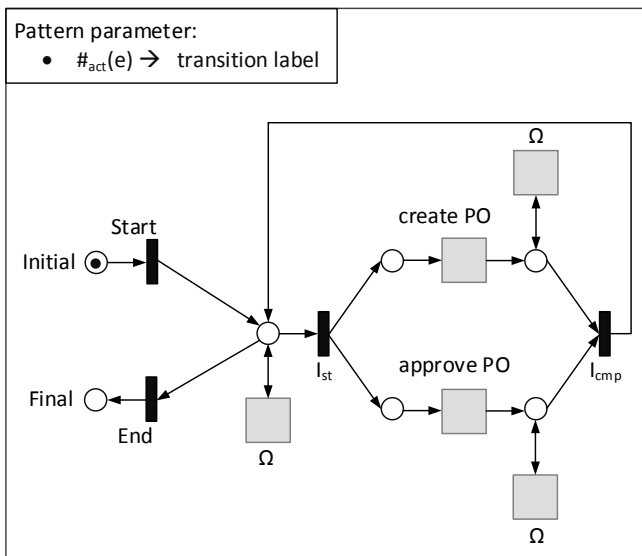 Pattern parameter:
• #act(e) → transition label
Ω
create PO
Start
Initial
Ist
approve PO
Icmp
Final
End
Ω
Ω